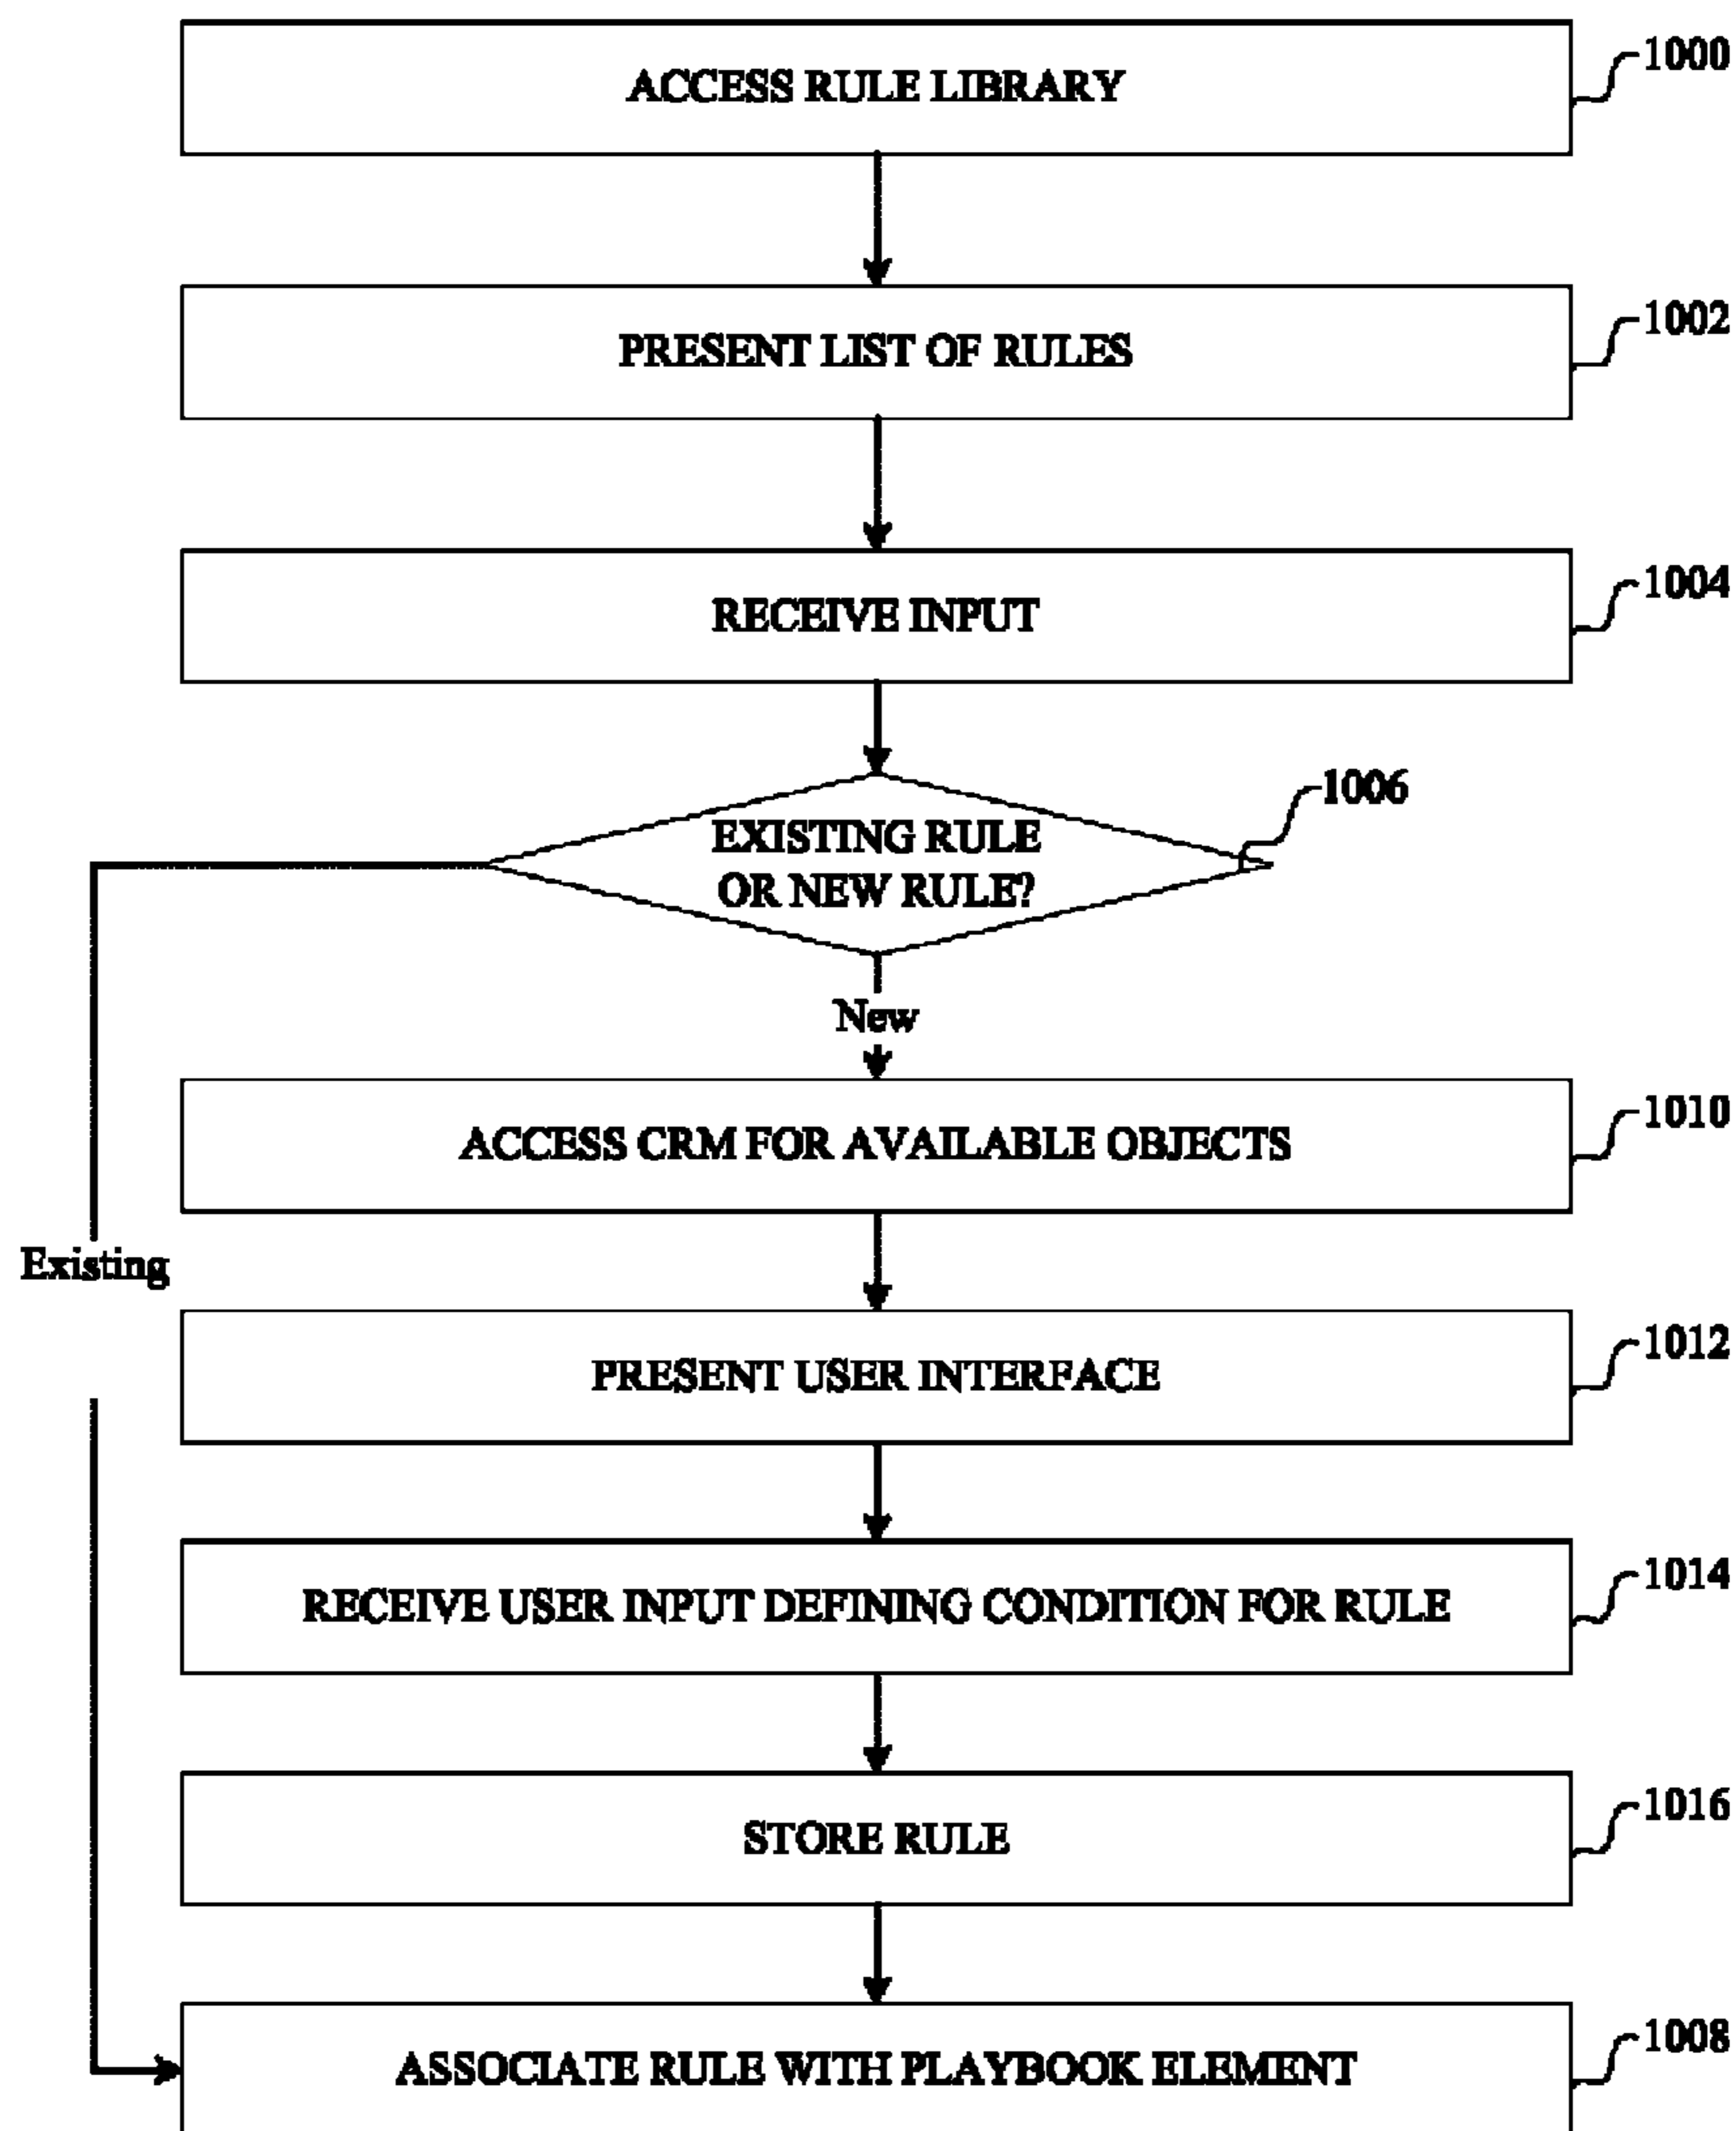 ACCESS RULE LIBRARY
1000
PRESENT LIST OF RULES
1002
RECEIVE INPUT
1004
EXISTING RULE
OR NEW RULE?
1006
New
ACCESS CRM FOR AVAILABLE OBJECTS
1010
Existing
PRESENT USER INTERFACE
1012
RECEIVE USER INPUT DEFINING CONDITION FOR RULE
1014
STORE RULE
1016
ASSOCIATE RULE WITH PLAYBOOK ELEMENT
1008